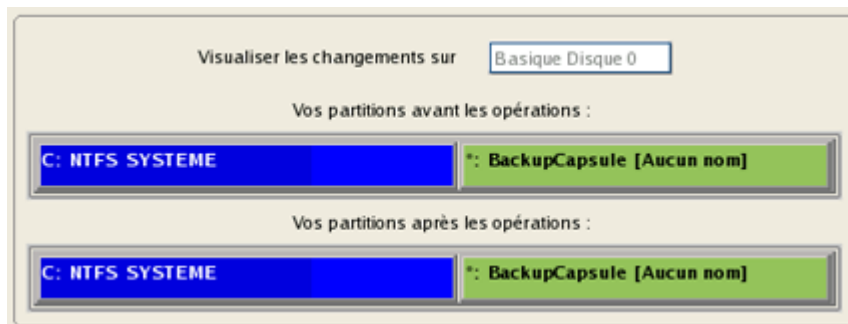 Visualiser les changements sur Basique Disque 0
Vos partitions avant les opérations :
C: NTFS SYSTEME *: BackupCapsule [Aucun nom]
Vos partitions après les opérations :
C: NTFS SYSTEME *: BackupCapsule [Aucun nom]